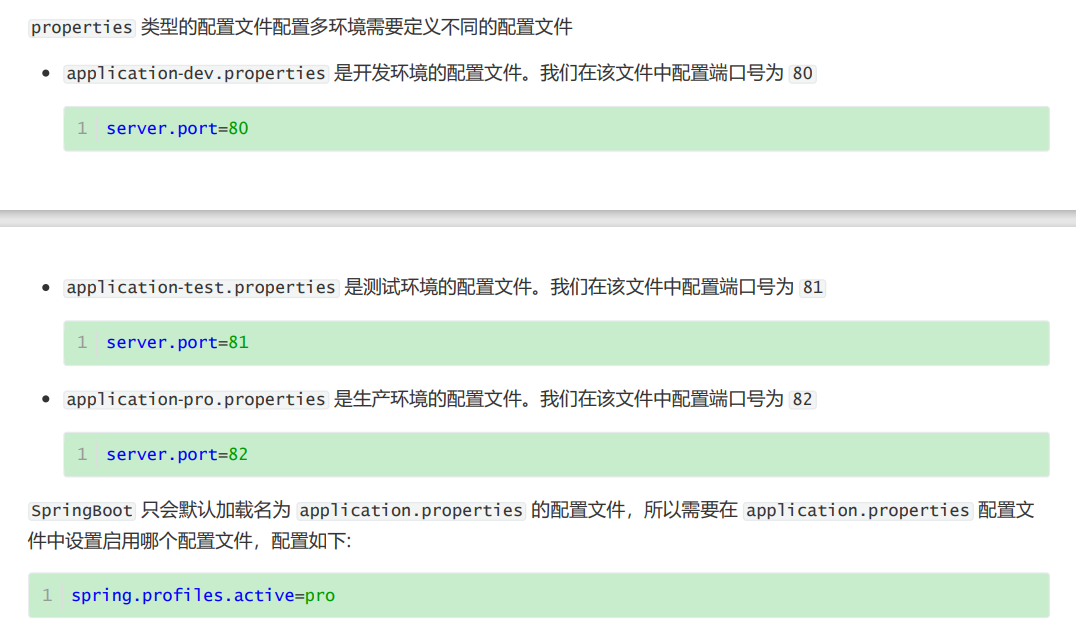 properties 类型的配置文件配置多环境需要定义不同的配置文件
• application-dev.properties 是开发环境的配置文件。我们在该文件中配置端口号为 80
1 server.port=80
• application-test.properties 是测试环境的配置文件。我们在该文件中配置端口号为 81
1 server.port=81
• application-pro.properties 是生产环境的配置文件。我们在该文件中配置端口号为 82
1 server.port=82
SpringBoot 只会默认加载名为 application.properties 的配置文件，所以需要在 application.properties 配置文
件中设置启用哪个配置文件，配置如下:
1 spring.profiles.active=pro